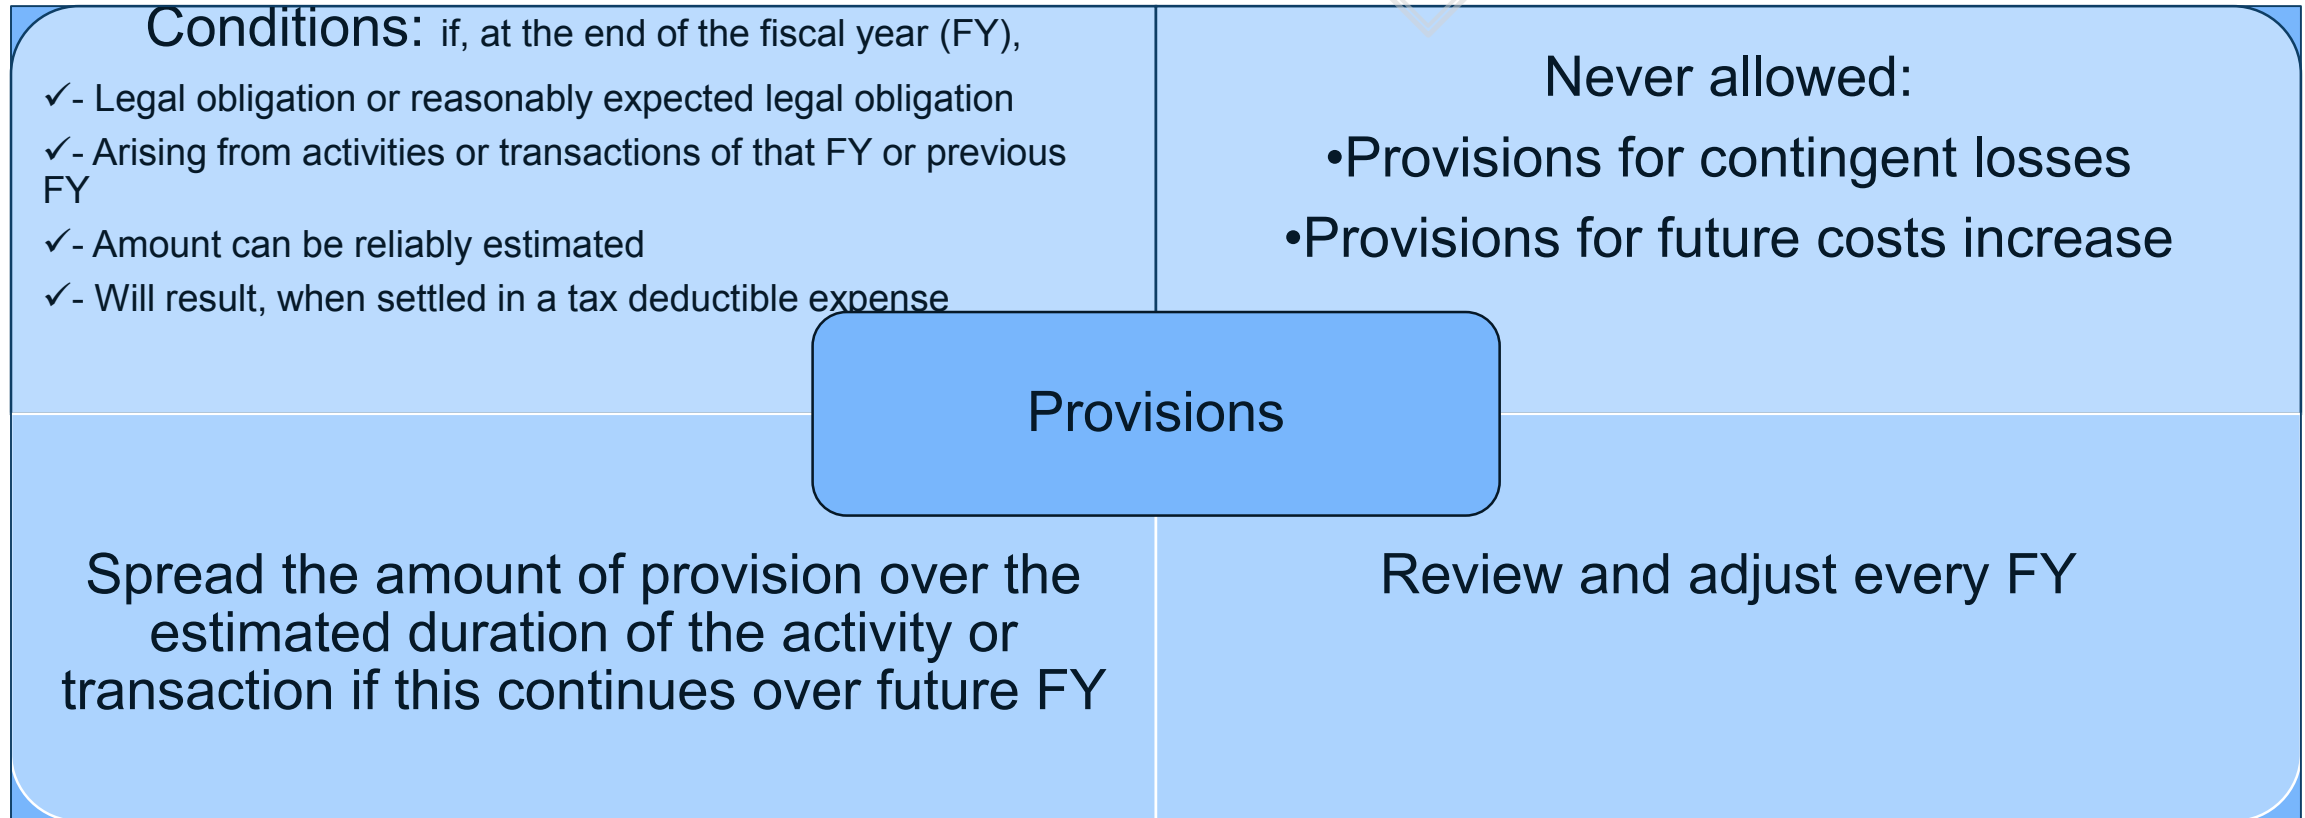 Conditions: if, at the end of the fiscal year (FY),
✓- Legal obligation or reasonably expected legal obligation
✓- Arising from activities or transactions of that FY or previous
FY
✓- Amount can be reliably estimated
✓- Will result, when settled in a tax deductible expense
Never allowed:
•Provisions for contingent losses
•Provisions for future costs increase
Provisions
Spread the amount of provision over the
estimated duration of the activity or
transaction if this continues over future FY
Review and adjust every FY